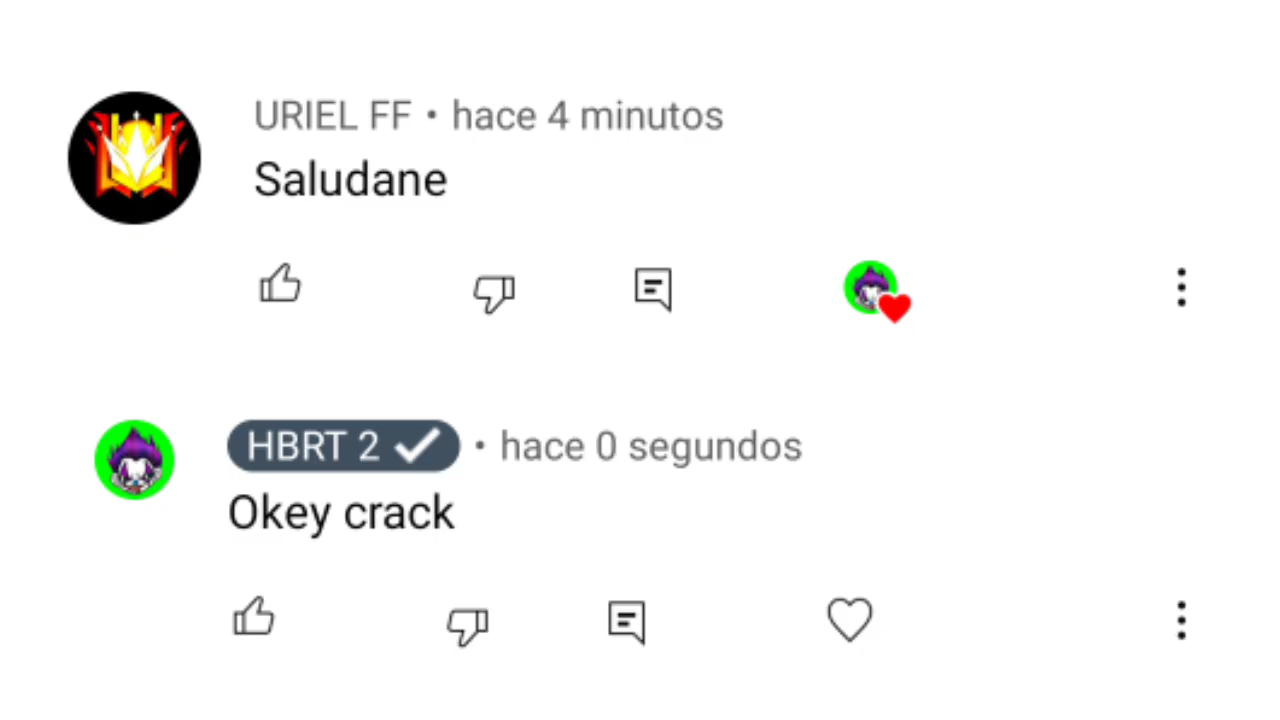 URIEL FF • hace 4 minutos
Saludane
HBRT 2 • hace 0 segundos
Okey crack